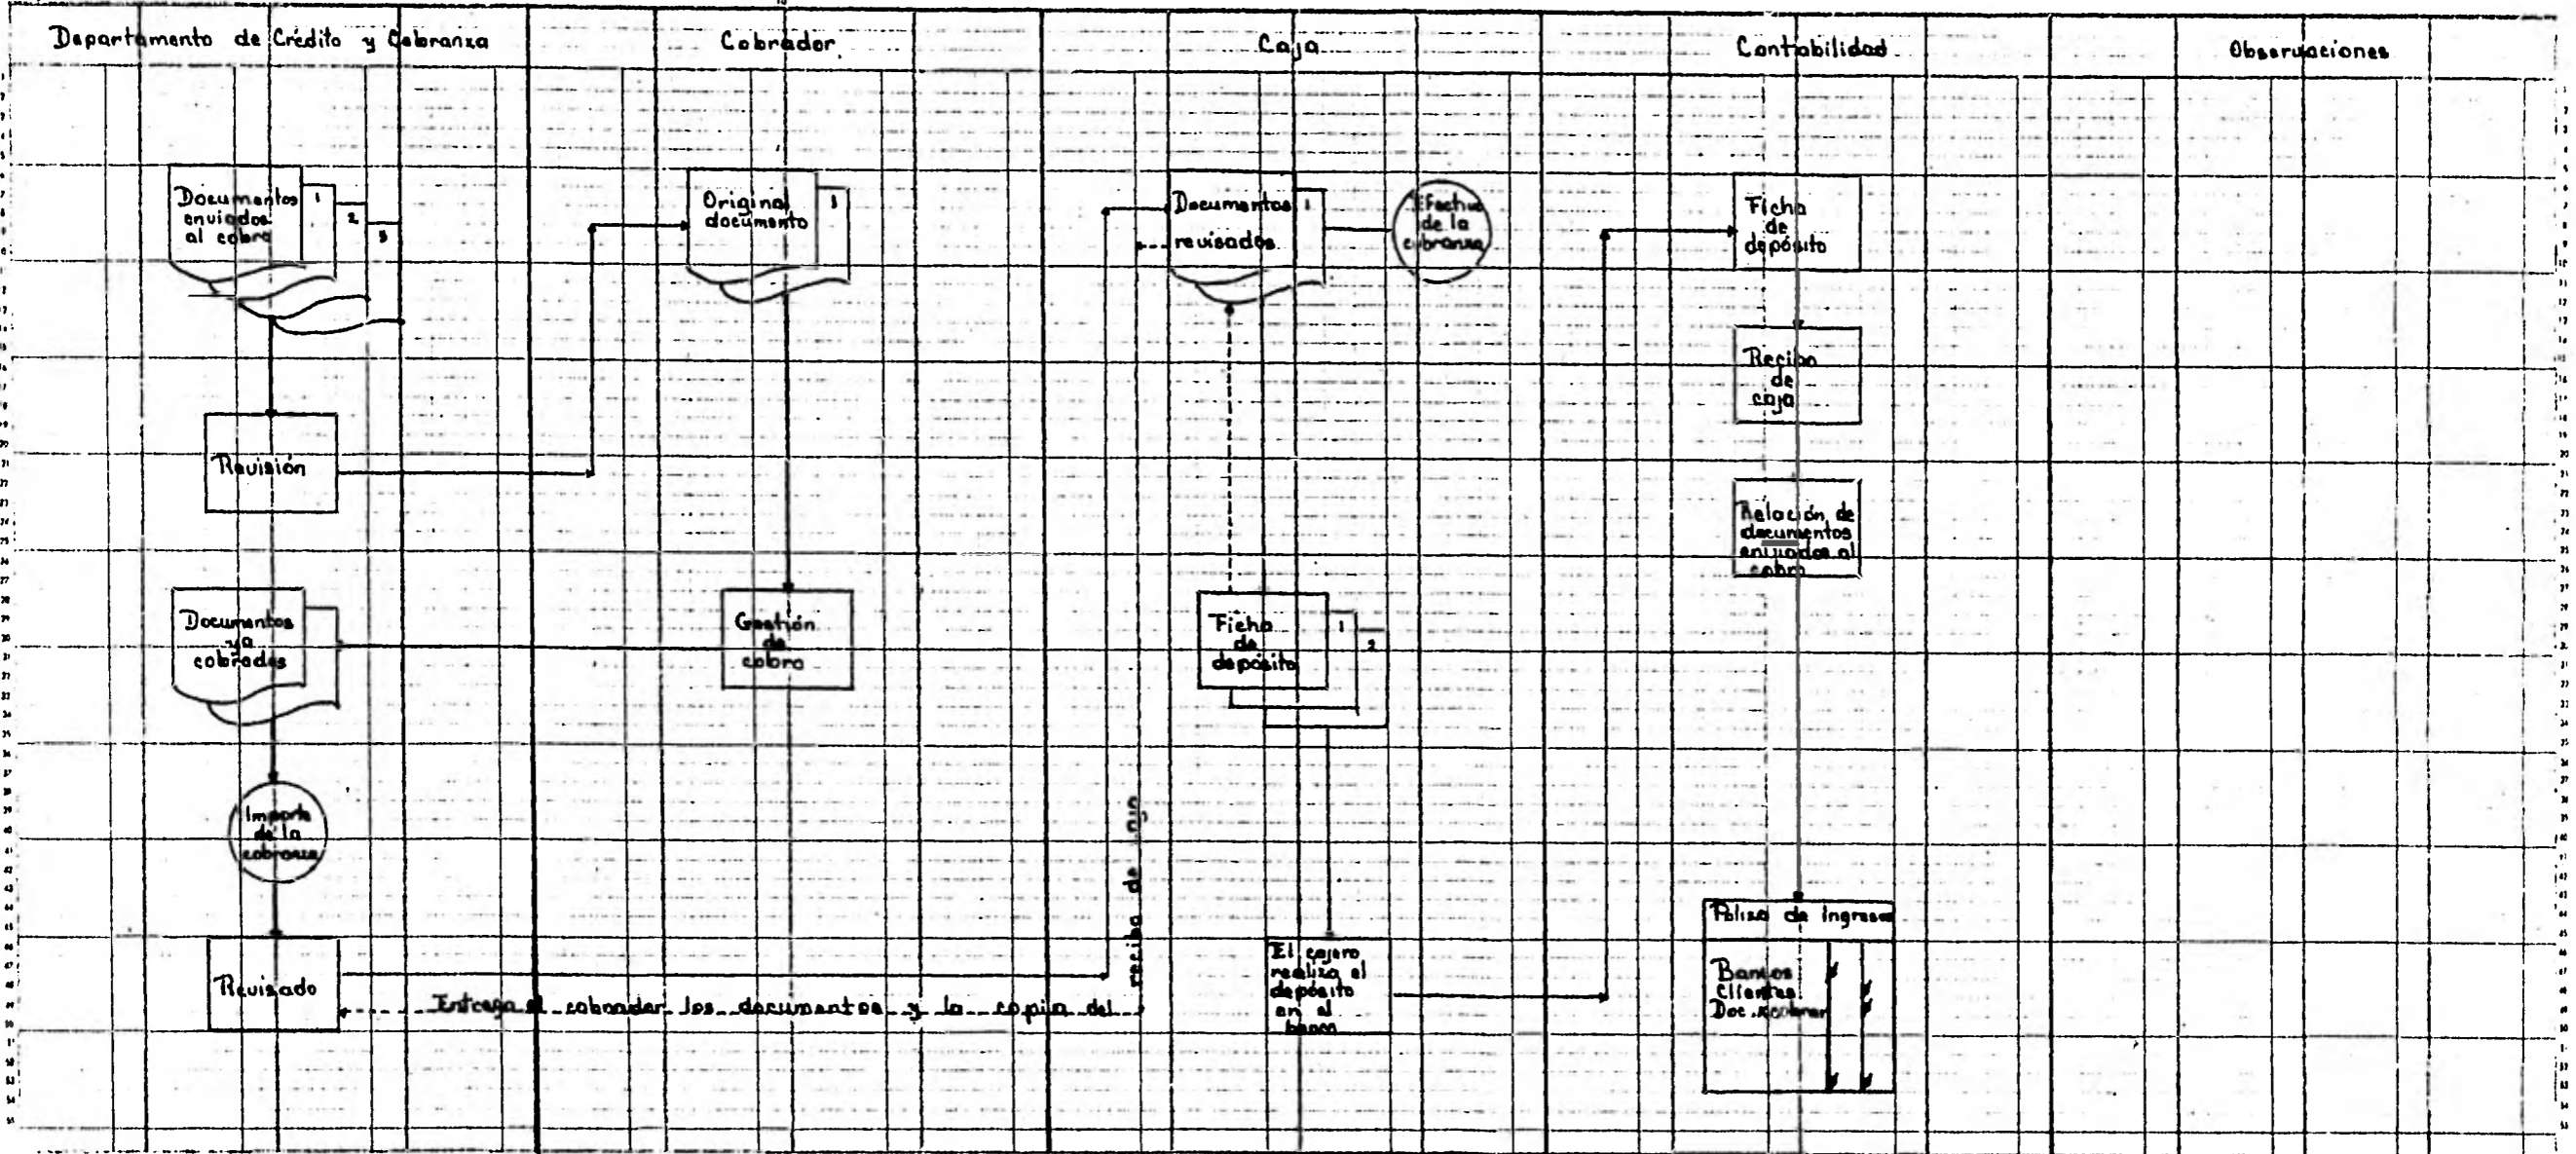 Departamento de Crédito y Cobranza
Cobrador
Caja
Contabilidad
Observaciones
Documentos
enviados
al cobro
1
2
3
Revisión
Documentos
ya
cobrados
Importe
de la
cobranza
Revisado
Original
documento
1
Gestión
de
cobro
Entrega al cobrador los documentos y la copia del
recibo de
Documentos
revisados
1
Efectivo
de la
cobranza
Ficha
de
depósito
1
2
El cajero
realiza el
depósito
en el
banco
Ficha
de
depósito
Recibo
de
caja
Relación de
documentos
enviados al
cobro
Poliza de Ingresos
Bancos
Clientes
Doc. x cobrar